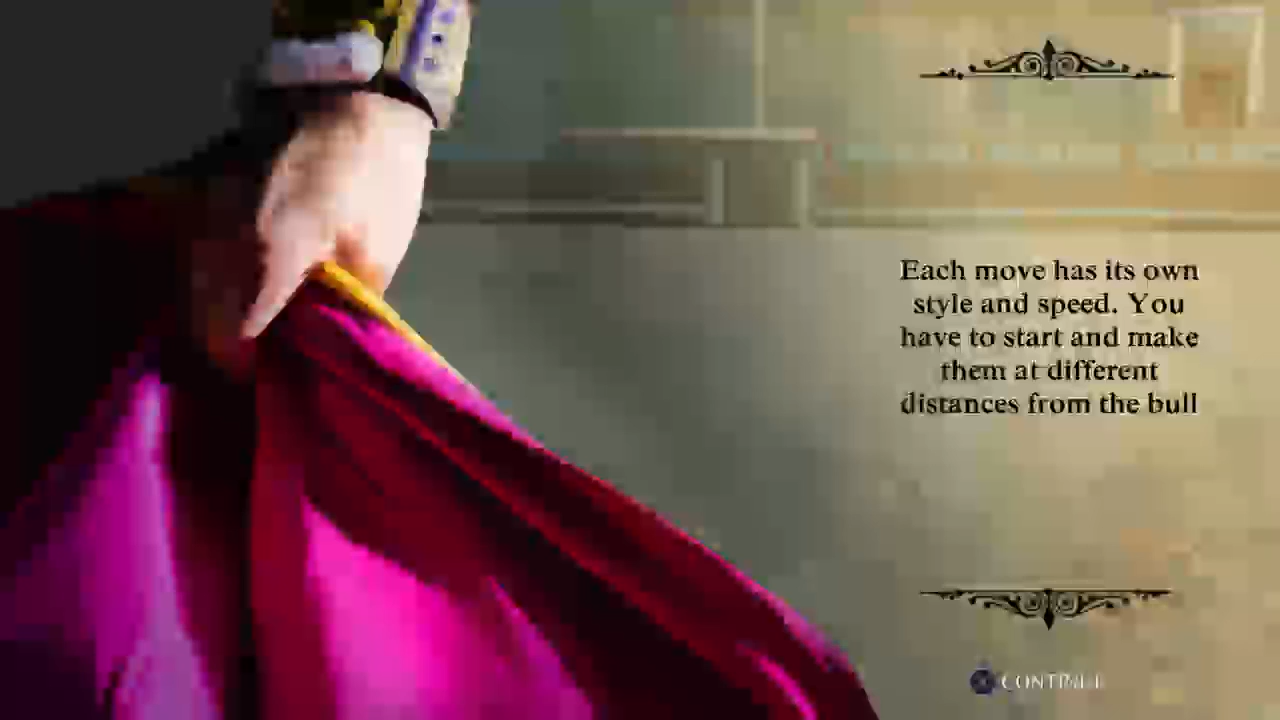 Each move has its own
style and speed. You
have to start and make
them at different
distances from the bull
CONTINUE